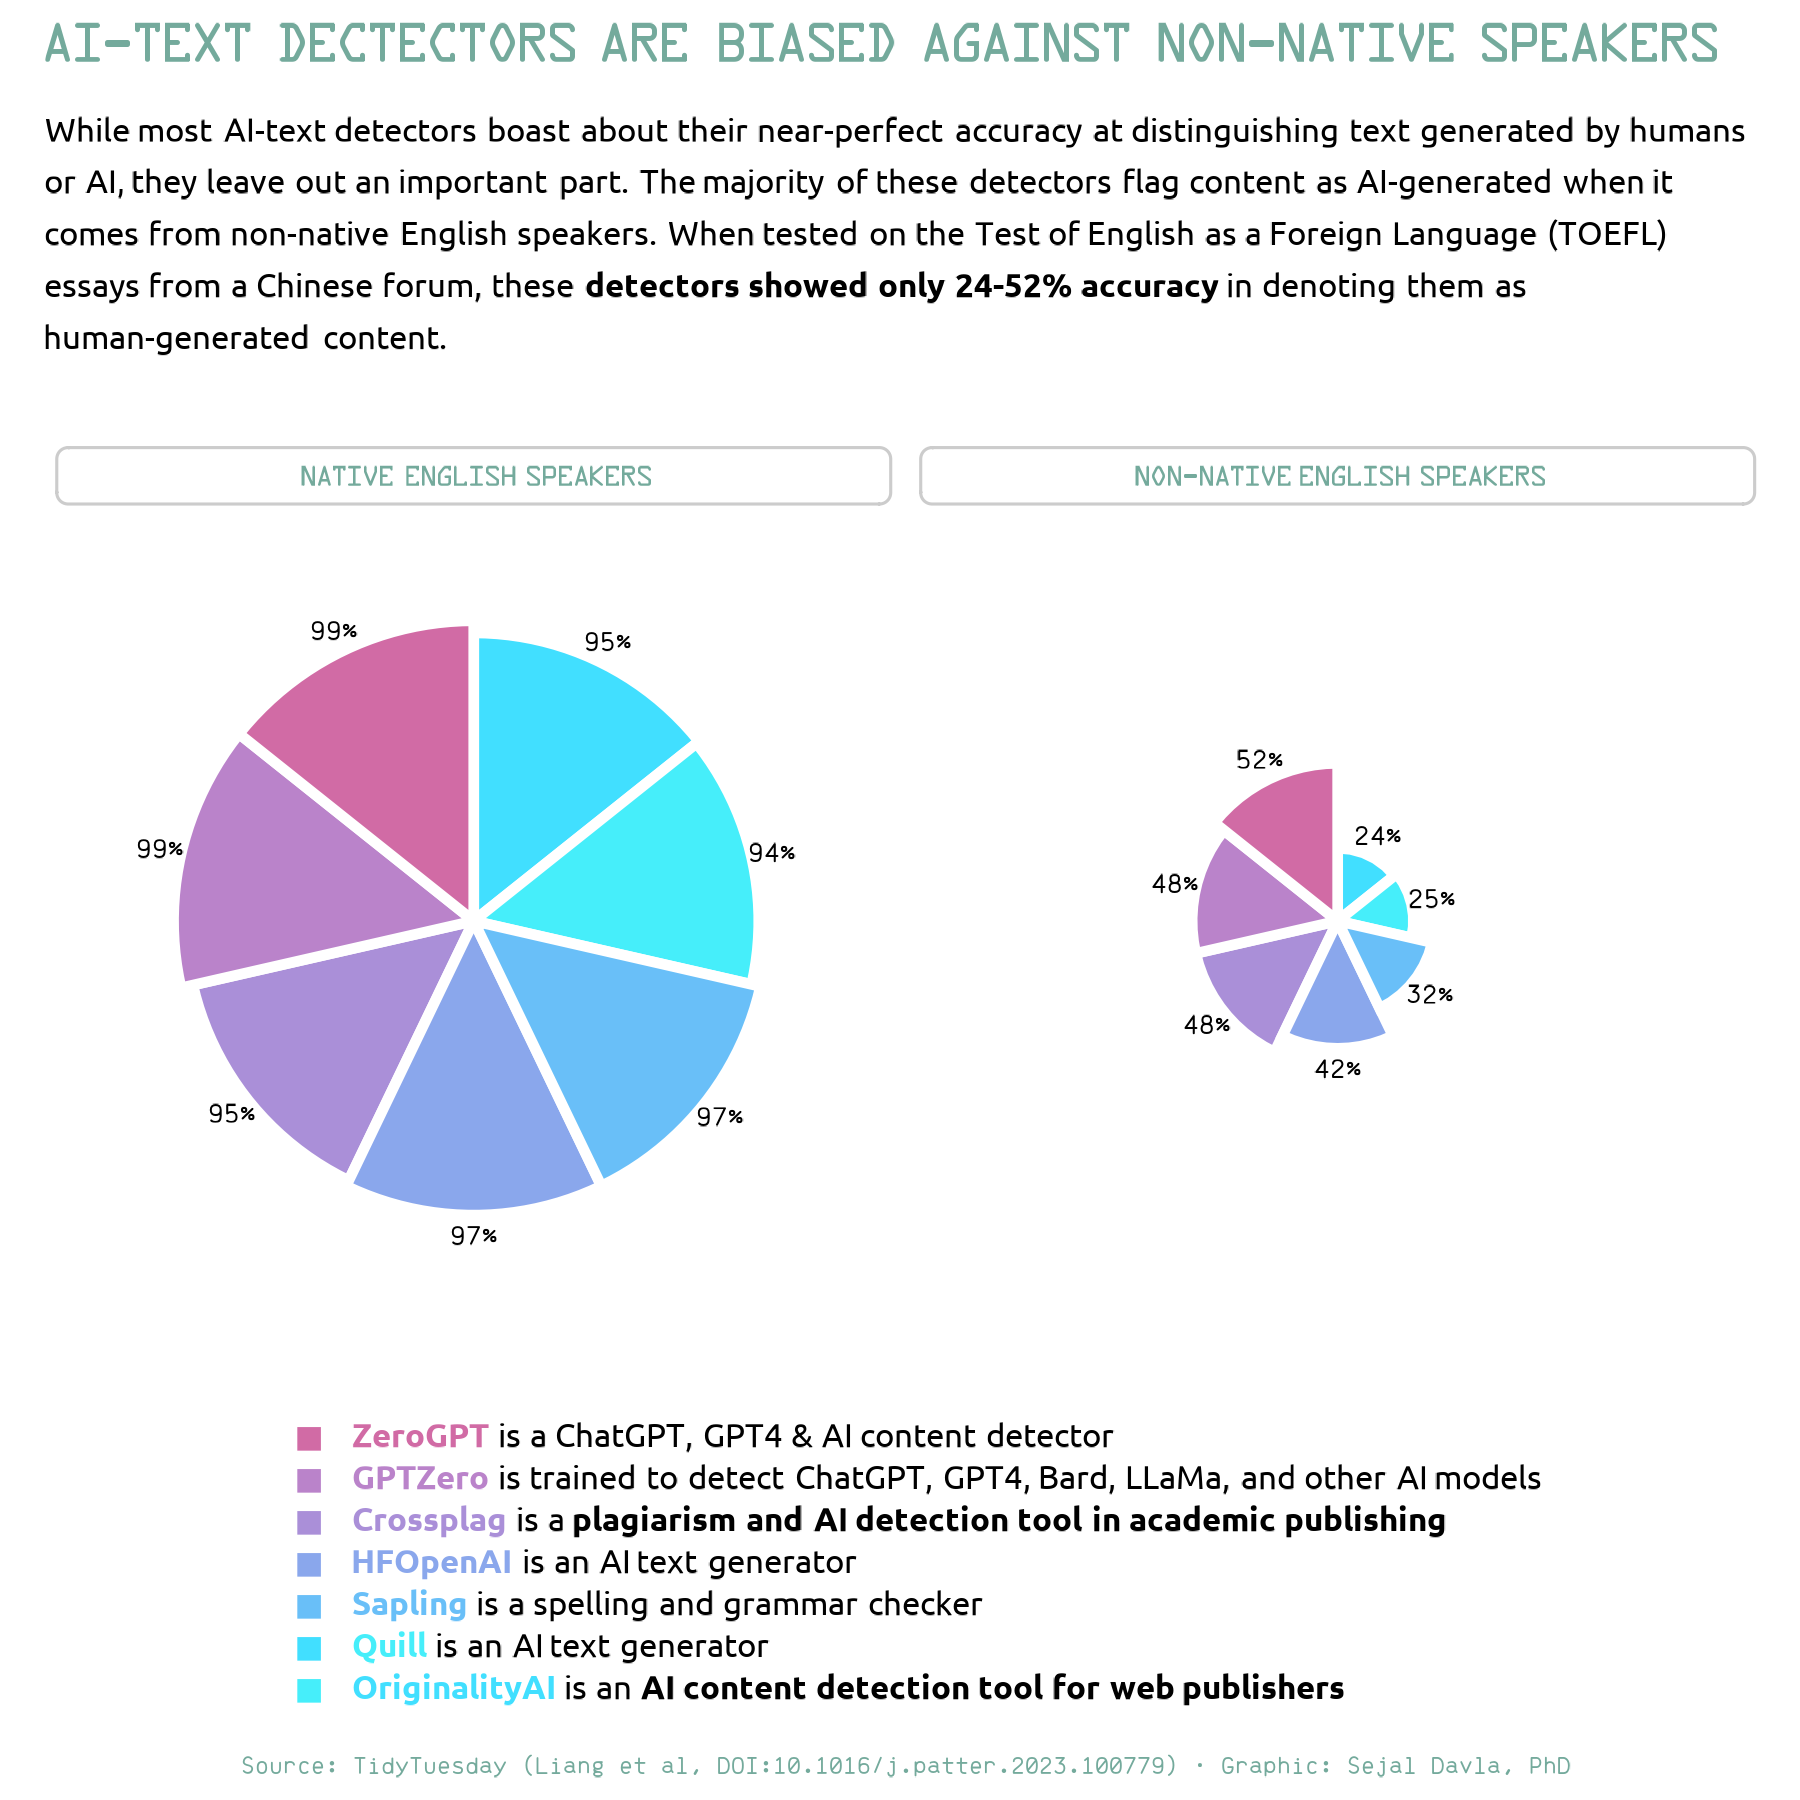 AI-TEXT DECTECTORS ARE BIASED AGAINST NON-NATIVE SPEAKERS
While most AI-text detectors boast about their near-perfect accuracy at distinguishing text generated by humans
or AI, they leave out an important part. The majority of these detectors flag content as AI-generated when it
comes from non-native English speakers. When tested on the Test of English as a Foreign Language (TOEFL)
essays from a Chinese forum, these detectors showed only 24-52% accuracy in denoting them as
human-generated content.
NATIVE ENGLISH SPEAKERS
99%
95%
99%
94%
95%
97%
97%
NON-NATIVE ENGLISH SPEAKERS
52%
24%
48%
25%
32%
48%
42%
ZeroGPT is a ChatGPT, GPT4 & AI content detector
GPTZero is trained to detect ChatGPT, GPT4, Bard, LLaMa, and other AI models
Crossplag is a plagiarism and AI detection tool in academic publishing
HFOpenAI is an AI text generator
Sapling is a spelling and grammar checker
Quill is an AI text generator
OriginalityAI is an AI content detection tool for web publishers
Source: TidyTuesday (Liang et al, DOI:10.1016/j.patter.2023.100779) · Graphic: Sejal Davla, PhD